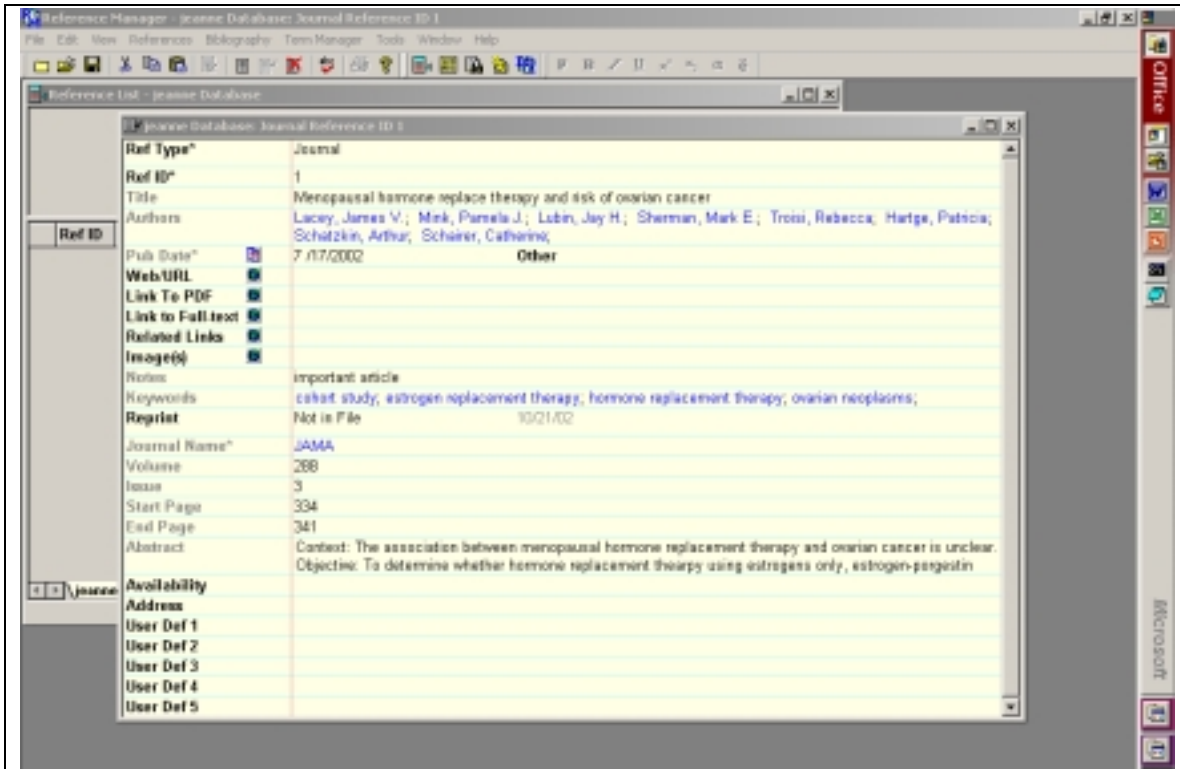 Reference Manager - jeanne Database: Journal Reference ID 1
File Edit View References Bibliography Term Manager Tools Window Help
Reference List - jeanne Database
jeanne Database: Journal Reference ID 1
Ref Type* Journal
Ref ID* 1
Title Menopausal hormone replace therapy and risk of ovarian cancer
Authors Lacey, James V.; Mink, Pamela J.; Lubin, Jay H.; Sherman, Mark E.; Troisi, Rebecca; Hartge, Patricia;
Schatzkin, Arthur; Schairer, Catherine;
Ref ID
Pub Date* 7 /17/2002 Other
Web/URL
Link To PDF
Link to Full-text
Related Links
Image(s)
Notes important article
Keywords cohort study; estrogen replacement therapy; hormone replacement therapy; ovarian neoplasms;
Reprint Not in File 10/21/02
Journal Name* JAMA
Volume 288
Issue 3
Start Page 334
End Page 341
Abstract Context: The association between menopausal hormone replacement therapy and ovarian cancer is unclear.
Objective: To determine whether hormone replacement thearpy using estrogens only, estrogen-porgestin
Availability
jeanne
Address
User Def 1
User Def 2
User Def 3
User Def 4
User Def 5
Office
Microsoft